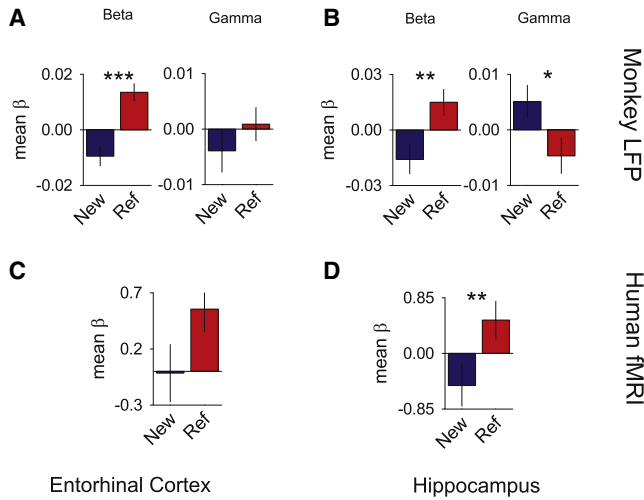 A
Beta
Gamma
mean β
0.02
0.00
-0.02
***
New
Ref
0.01
0.00
-0.01
New
Ref
B
Beta
Gamma
mean β
0.03
0.00
-0.03
**
New
Ref
0.01
0.00
-0.01
*
New
Ref
Monkey LFP
C
mean β
0.7
0.2
-0.3
New
Ref
D
mean β
0.85
0.00
-0.85
**
New
Ref
Human fMRI
Entorhinal Cortex
Hippocampus